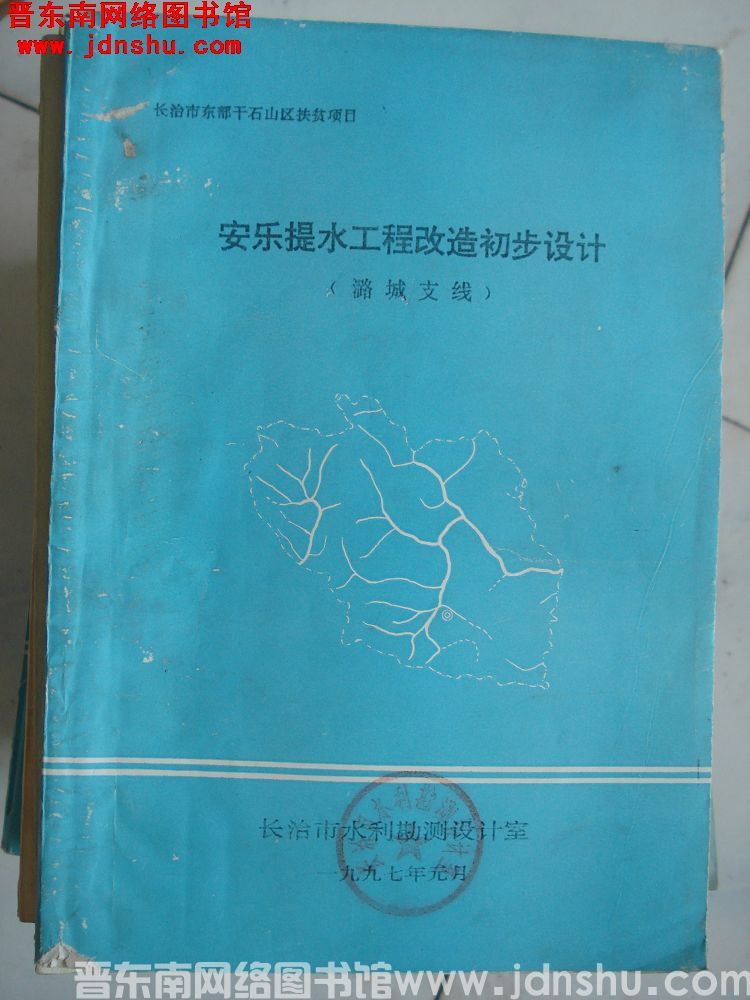 晋东南网络图书馆
www.jdnshu.com
长治市东部干石山区扶贫项目
安乐提水工程改造初步设计
（潞城支线）
长治市水利勘测设计室
一九九七年元月
晋东南网络图书馆www.jdnshu.com